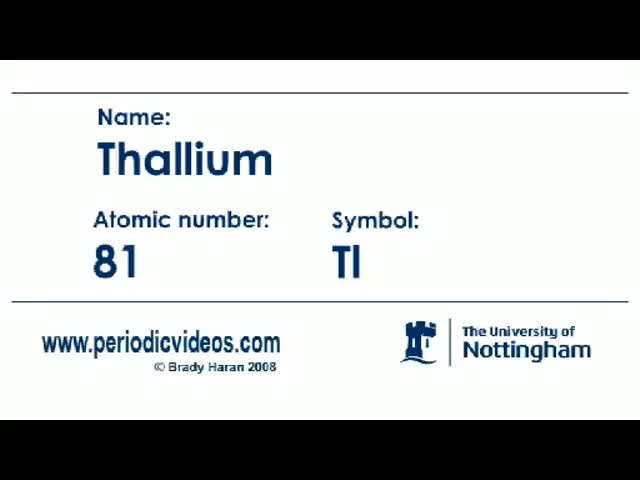 Name:
Thallium
Atomic number: Symbol:
81 Tl
www.periodicvideos.com
© Brady Haran 2008
The University of
Nottingham